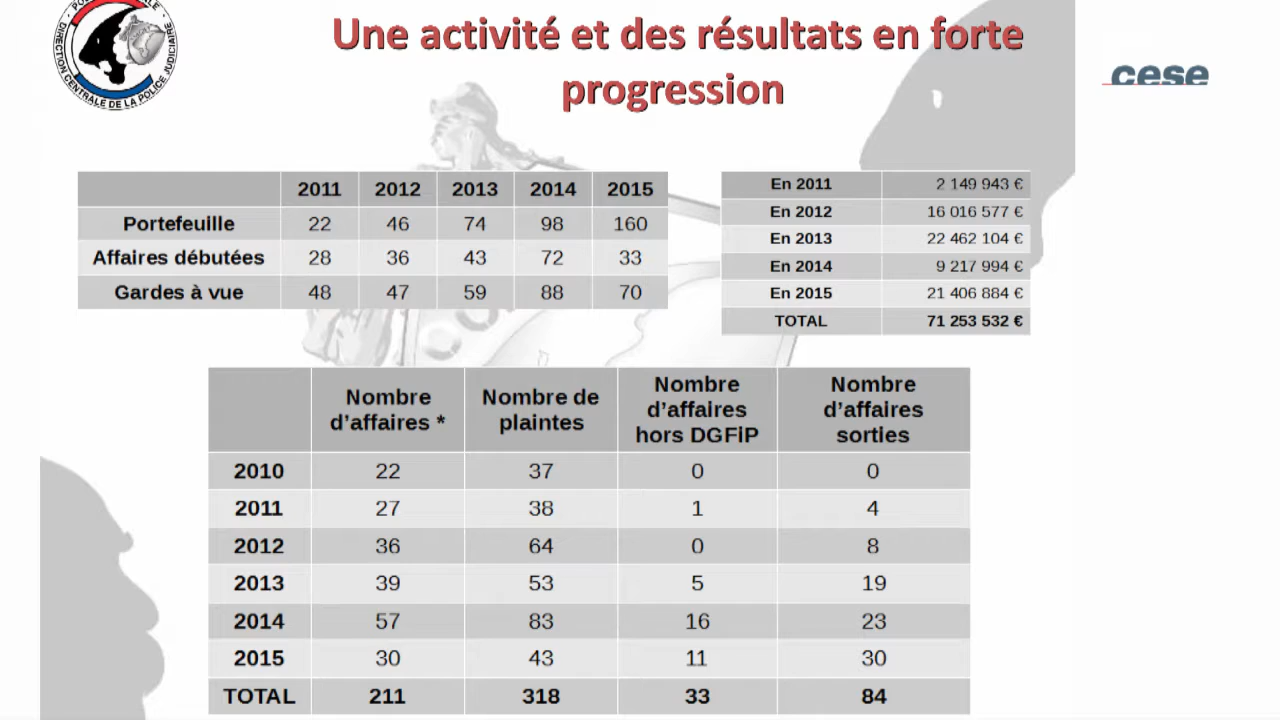 Une activité et des résultats en forte
progression
DIRECTION CENTRALE DE LA POLICE JUDICIAIRE
cese
2011 2012 2013 2014 2015
Portefeuille 22 46 74 98 160
Affaires débutées 28 36 43 72 33
Gardes à vue 48 47 59 88 70
En 2011 2 149 943 €
En 2012 16 016 577 €
En 2013 22 462 104 €
En 2014 9 217 994 €
En 2015 21 406 884 €
TOTAL 71 253 532 €
Nombre d’affaires * Nombre de plaintes Nombre d’affaires hors DGFiP Nombre d’affaires sorties
2010 22 37 0 0
2011 27 38 1 4
2012 36 64 0 8
2013 39 53 5 19
2014 57 83 16 23
2015 30 43 11 30
TOTAL 211 318 33 84